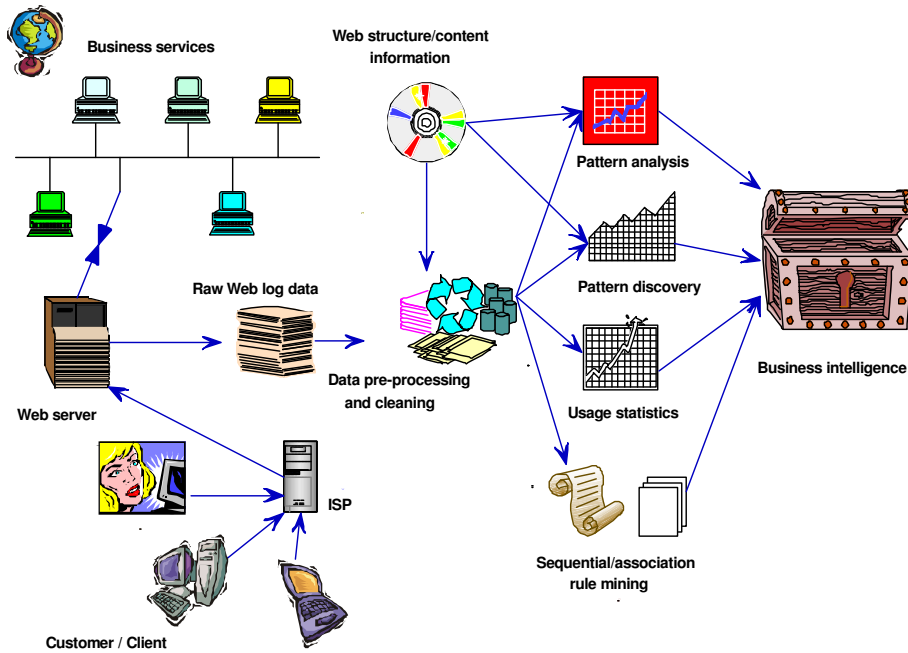 Business services
Web structure/content
information
Pattern analysis
Raw Web log data
Pattern discovery
Data pre-processing
and cleaning
Business intelligence
Web server
Usage statistics
ISP
Sequential/association
rule mining
Customer / Client